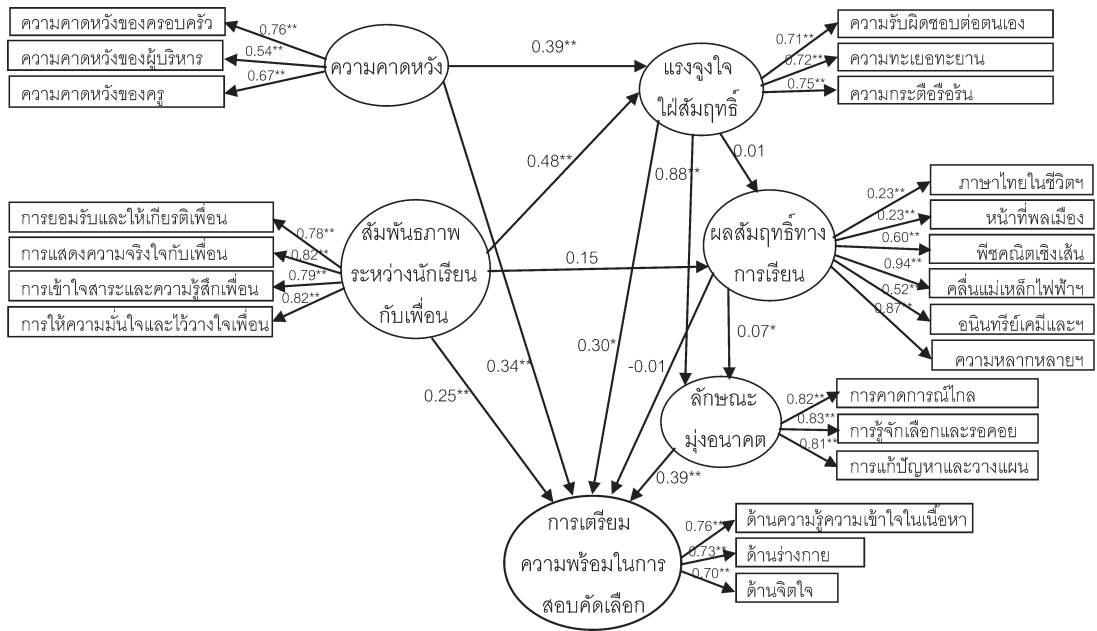 ความคาดหวังของครอบครัว
ความคาดหวังของผู้บริหาร
ความคาดหวังของครู
0.76**
0.54**
0.67**
ความคาดหวัง
0.39**
แรงจูงใจ
ใฝ่สัมฤทธิ์
0.71**
0.72**
0.75**
ความรับผิดชอบต่อตนเอง
ความทะเยอทะยาน
ความกระตือรือร้น
0.48**
0.88**
0.01
การยอมรับและให้เกียรติเพื่อน
การแสดงความจริงใจกับเพื่อน
การเข้าใจสาระและความรู้สึกเพื่อน
การให้ความมั่นใจและไว้วางใจเพื่อน
0.78**
0.82**
0.79**
0.82**
สัมพันธภาพ
ระหว่างนักเรียน
กับเพื่อน
0.15
ผลสัมฤทธิ์ทาง
การเรียน
0.23**
0.23**
0.60**
0.94**
0.52**
0.87**
ภาษาไทยในชีวิตฯ
หน้าที่พลเมือง
พีชคณิตเชิงเส้น
คลื่นแม่เหล็กไฟฟ้าฯ
อนินทรีย์เคมีและฯ
ความหลากหลายฯ
0.25**
0.34**
0.30*
-0.01
0.07*
ลักษณะ
มุ่งอนาคต
0.82**
0.83**
0.81**
การคาดการณ์ไกล
การรู้จักเลือกและรอคอย
การแก้ปัญหาและวางแผน
0.39**
การเตรียม
ความพร้อมในการ
สอบคัดเลือก
0.76**
0.73**
0.70**
ด้านความรู้ความเข้าใจในเนื้อหา
ด้านร่างกาย
ด้านจิตใจ